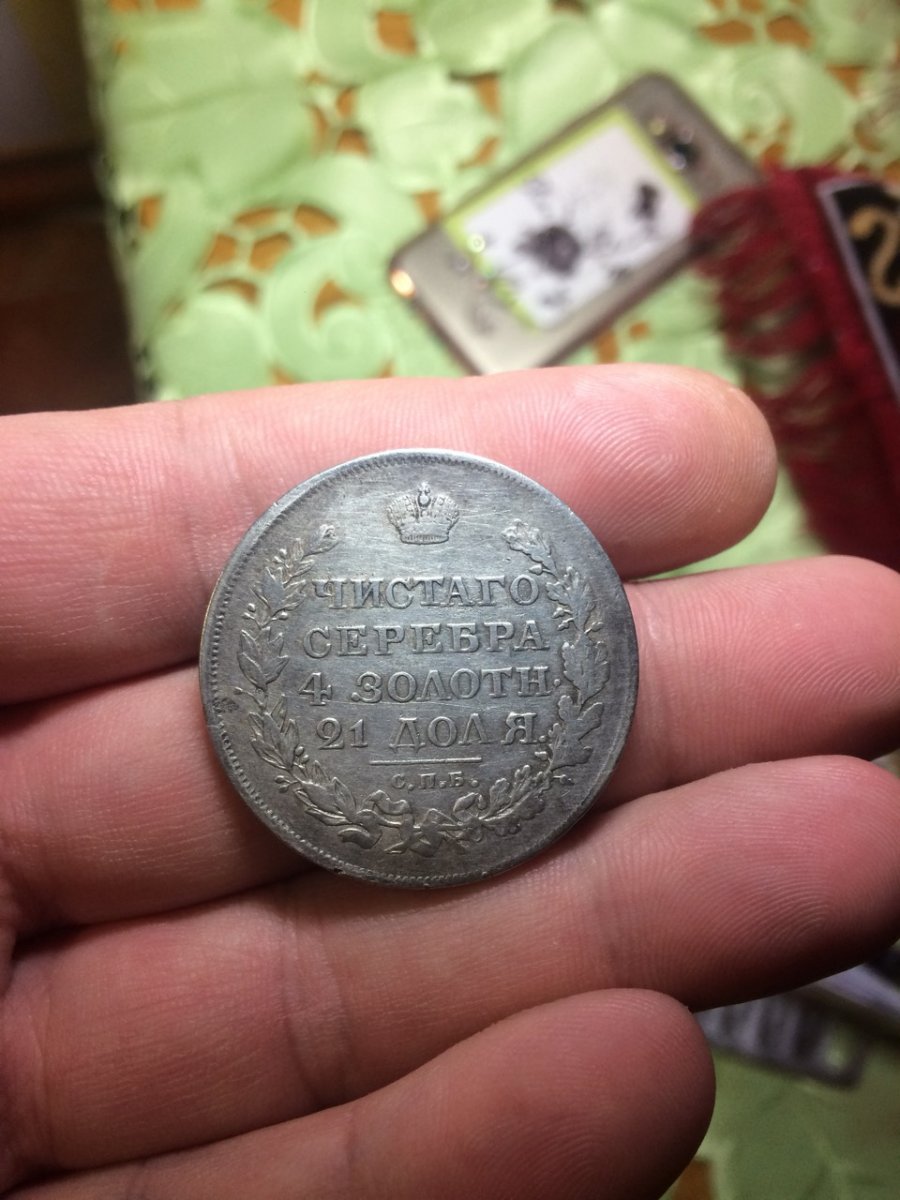 ЧИСТАГО
СЕРЕБРА
4 ЗОЛОТН.
21 ДОЛЯ.
С.П.Б.